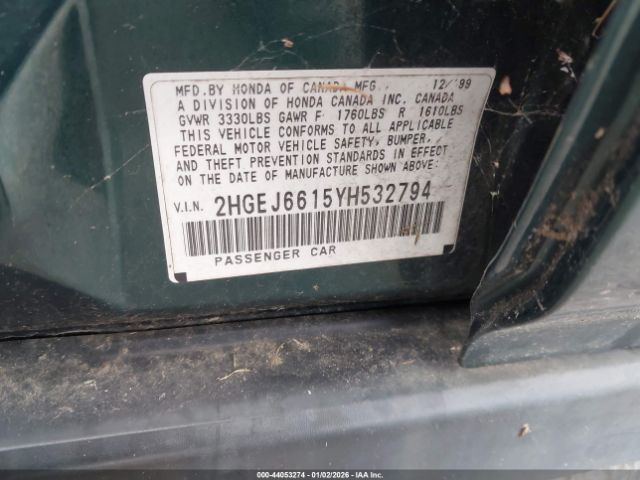 MFD.BY HONDA OF CANADA MFG. 12/'99
A DIVISION OF HONDA CANADA INC. CANADA
GVWR 3330LBS GAWR F 1760LBS R 1610LBS
THIS VEHICLE CONFORMS TO ALL APPLICABLE
FEDERAL MOTOR VEHICLE SAFETY, BUMPER,
AND THEFT PREVENTION STANDARDS IN EFFECT
ON THE DATE OF MANUFACTURE SHOWN ABOVE:
V.I.N. 2HGEJ6615YH532794
PASSENGER CAR
000-44053274 - 01/02/2026 - IAA Inc.